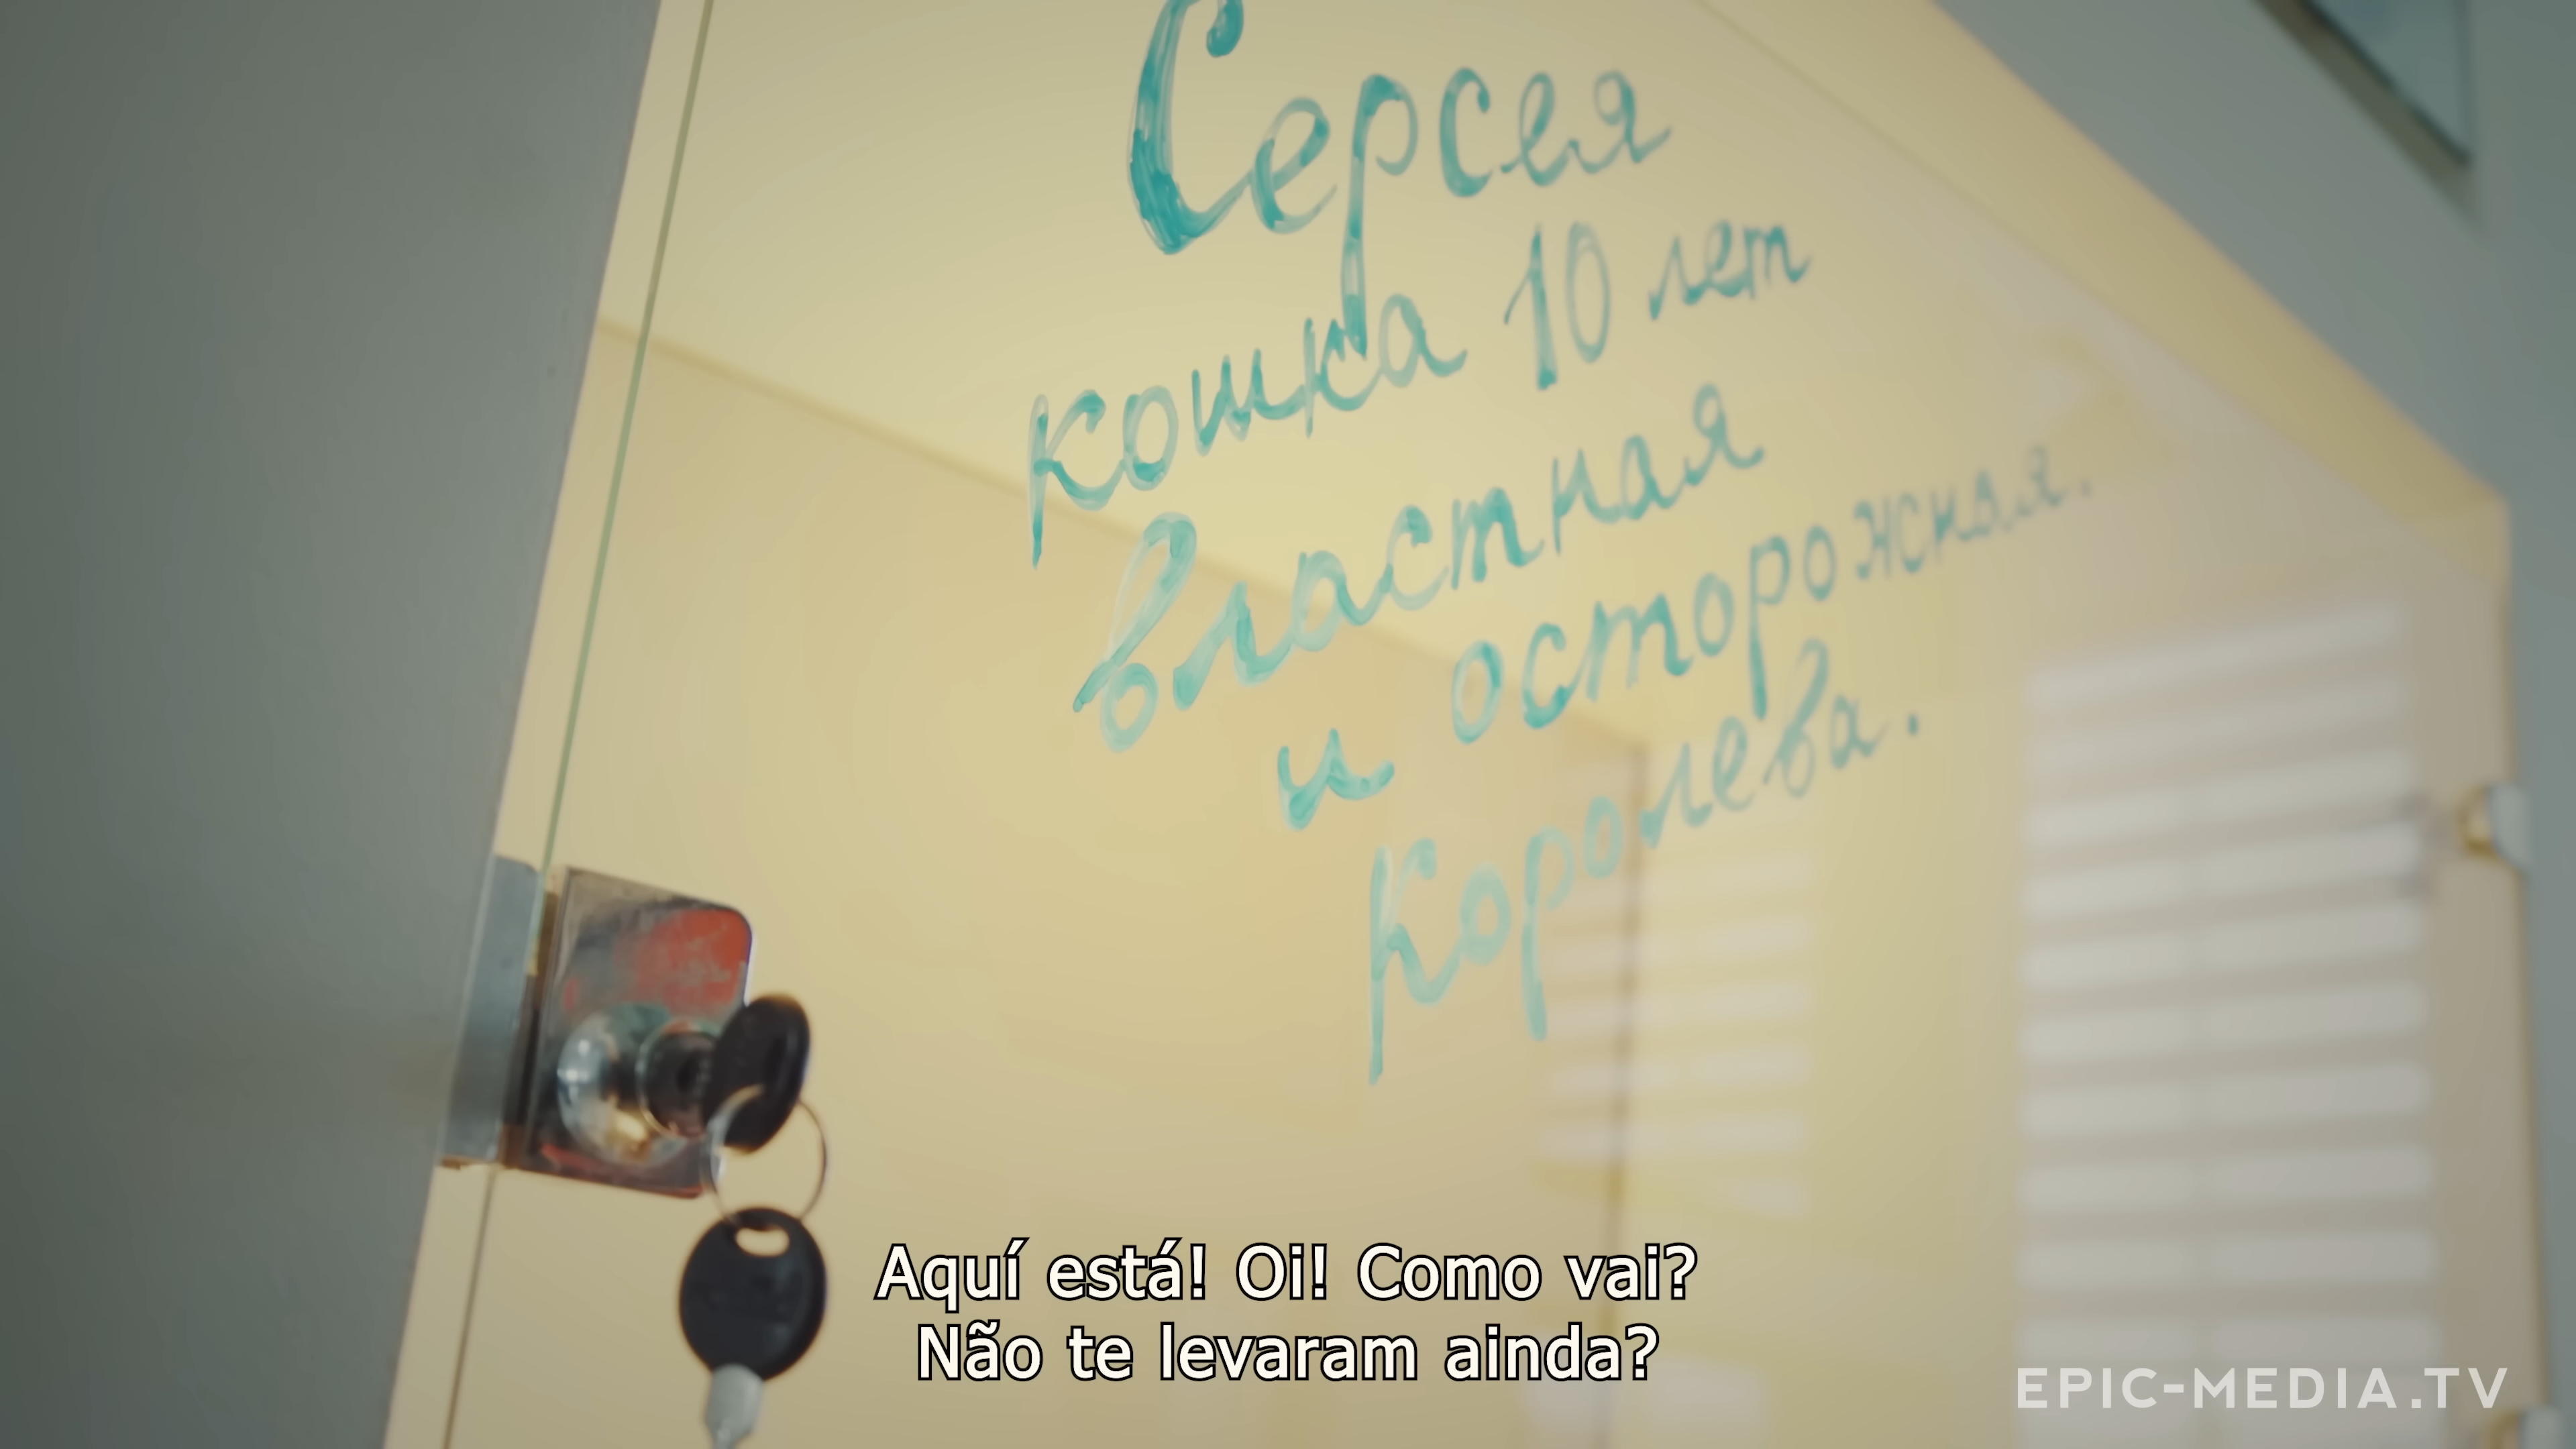 Серсея
кошка 10 лет
властная
и осторожная.
Королева.
Aquí está! Oi! Como vai?
Não te levaram ainda?
EPIC-MEDIA.TV